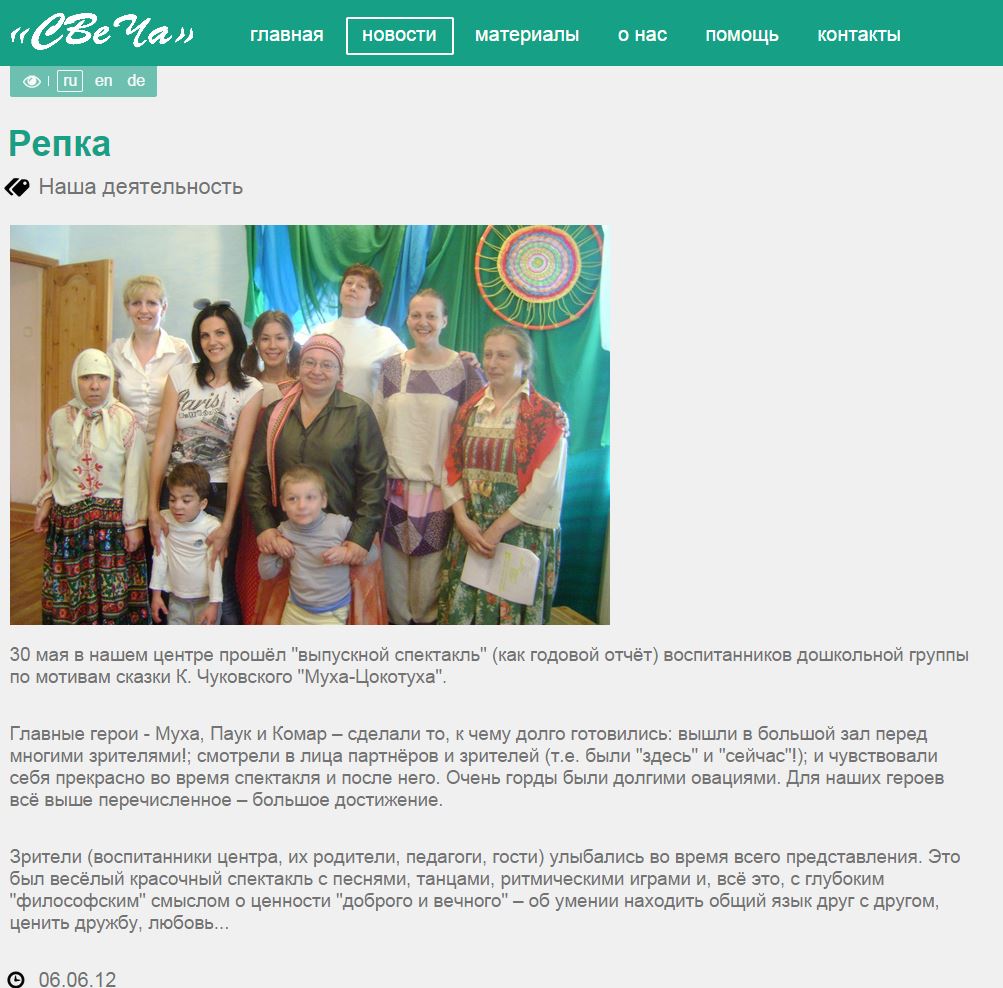 «СВеЧа»
главная новости материалы о нас помощь контакты
ru en de
Репка
Наша деятельность
Paris
30 мая в нашем центре прошёл "выпускной спектакль" (как годовой отчёт) воспитанников дошкольной группы
по мотивам сказки К. Чуковского "Муха-Цокотуха".
Главные герои - Муха, Паук и Комар – сделали то, к чему долго готовились: вышли в большой зал перед
многими зрителями!; смотрели в лица партнёров и зрителей (т.е. были "здесь" и "сейчас"!); и чувствовали
себя прекрасно во время спектакля и после него. Очень горды были долгими овациями. Для наших героев
всё выше перечисленное – большое достижение.
Зрители (воспитанники центра, их родители, педагоги, гости) улыбались во время всего представления. Это
был весёлый красочный спектакль с песнями, танцами, ритмическими играми и, всё это, с глубоким
"философским" смыслом о ценности "доброго и вечного" – об умении находить общий язык друг с другом,
ценить дружбу, любовь...
06.06.12